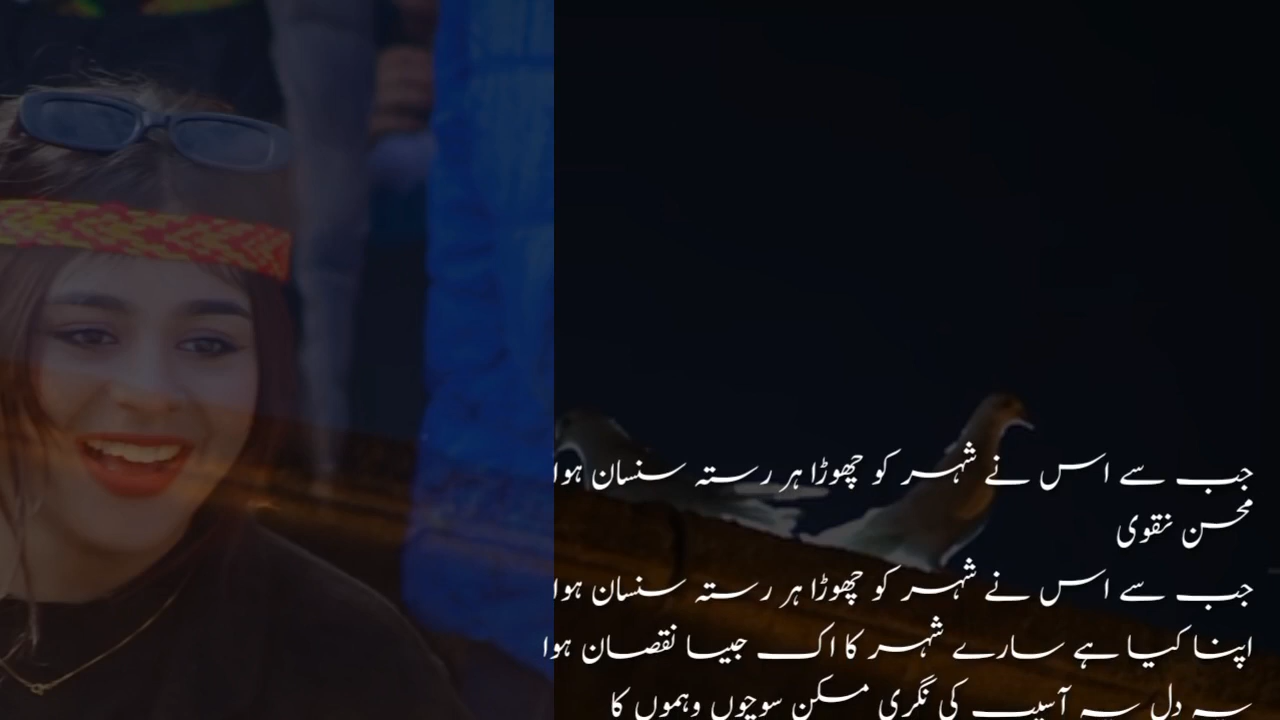 جب سے اس نے شہر کو چھوڑا ہر رستہ سنسان ہوا
محسن نقوی
جب سے اس نے شہر کو چھوڑا ہر رستہ سنسان ہوا
اپنا کیا ہے سارے شہر کا اک جیسا نقصان ہوا
یہ دل یہ آسیب کی نگری مسکن سوچوں وہموں کا